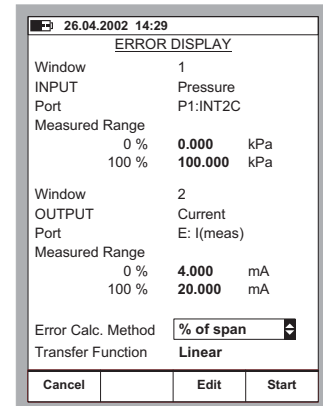 26.04.2002 14:29
ERROR DISPLAY
Window 1
INPUT Pressure
Port P1:INT2C
Measured Range
0 % 0.000 kPa
100 % 100.000 kPa
Window 2
OUTPUT Current
Port E: I(meas)
Measured Range
0 % 4.000 mA
100 % 20.000 mA
Error Calc. Method % of span
Transfer Function Linear
Cancel Edit Start